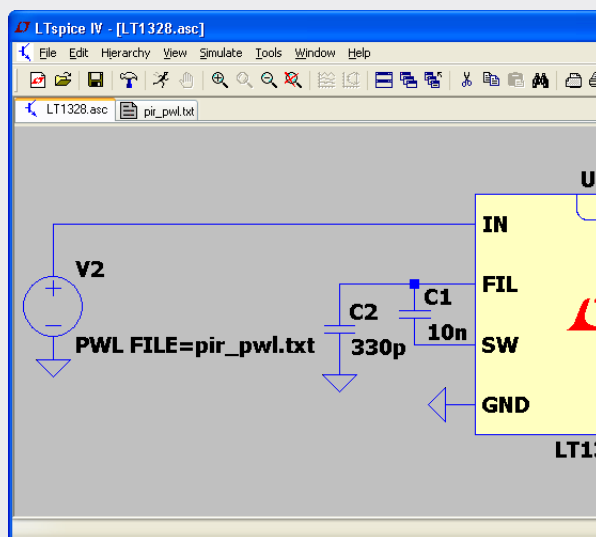 LTspice IV - [LT1328.asc]
File Edit Hierarchy View Simulate Tools Window Help
LT1328.asc pir_pwl.txt
U
IN
V2
FIL
C1
C2
10n
PWL FILE=pir_pwl.txt
330p
SW
GND
LT13